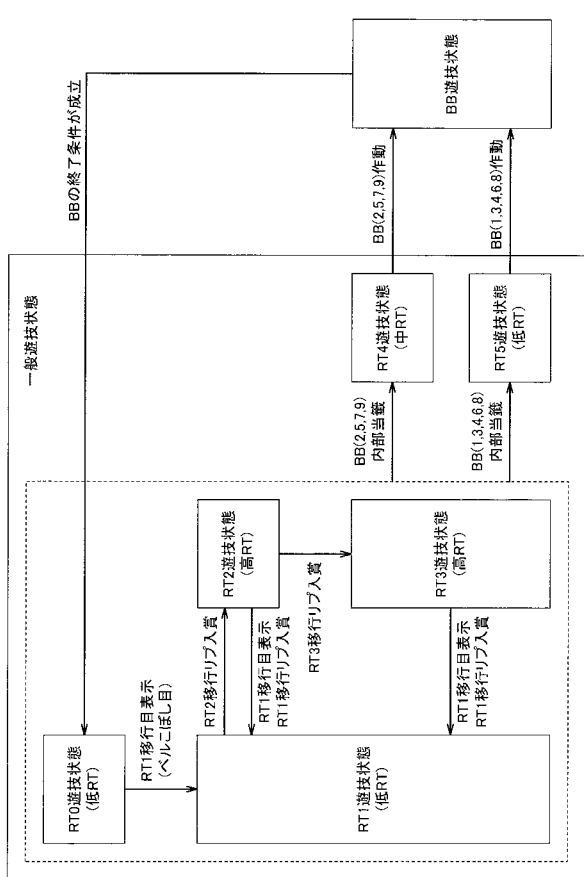 BBの終了条件が成立
一般遊技状態
RT0遊技状態
(低RT)
RT1移行目表示
(ベルこぼし目)
RT1遊技状態
(低RT)
RT2移行リプ入賞
RT1移行目表示
RT1移行リプ入賞
RT2遊技状態
(高RT)
RT3移行リプ入賞
RT1移行目表示
RT1移行リプ入賞
RT3遊技状態
(高RT)
BB(2,5,7,9)
内部当籤
RT4遊技状態
(中RT)
BB(2,5,7,9)作動
BB(1,3,4,6,8)
内部当籤
RT5遊技状態
(低RT)
BB(1,3,4,6,8)作動
BB遊技状態